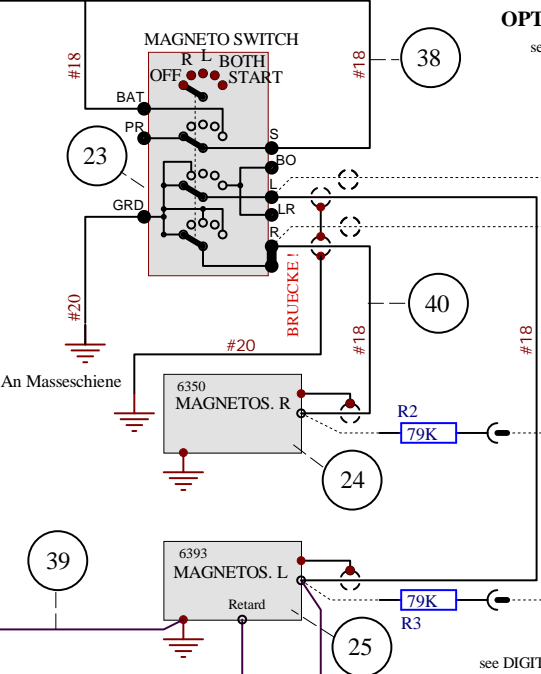 OPT
MAGNETO SWITCH
se
R L BOTH
OFF START
#18
#18
38
BAT
PR
S
23
BO
L
GRD
LR
R
BRUECKE !
#20
40
#20
#18
#18
An Masseschiene
6350
MAGNETOS. R
R2
79K
24
6393
39
MAGNETOS. L
79K
Retard
R3
25
see DIGIT